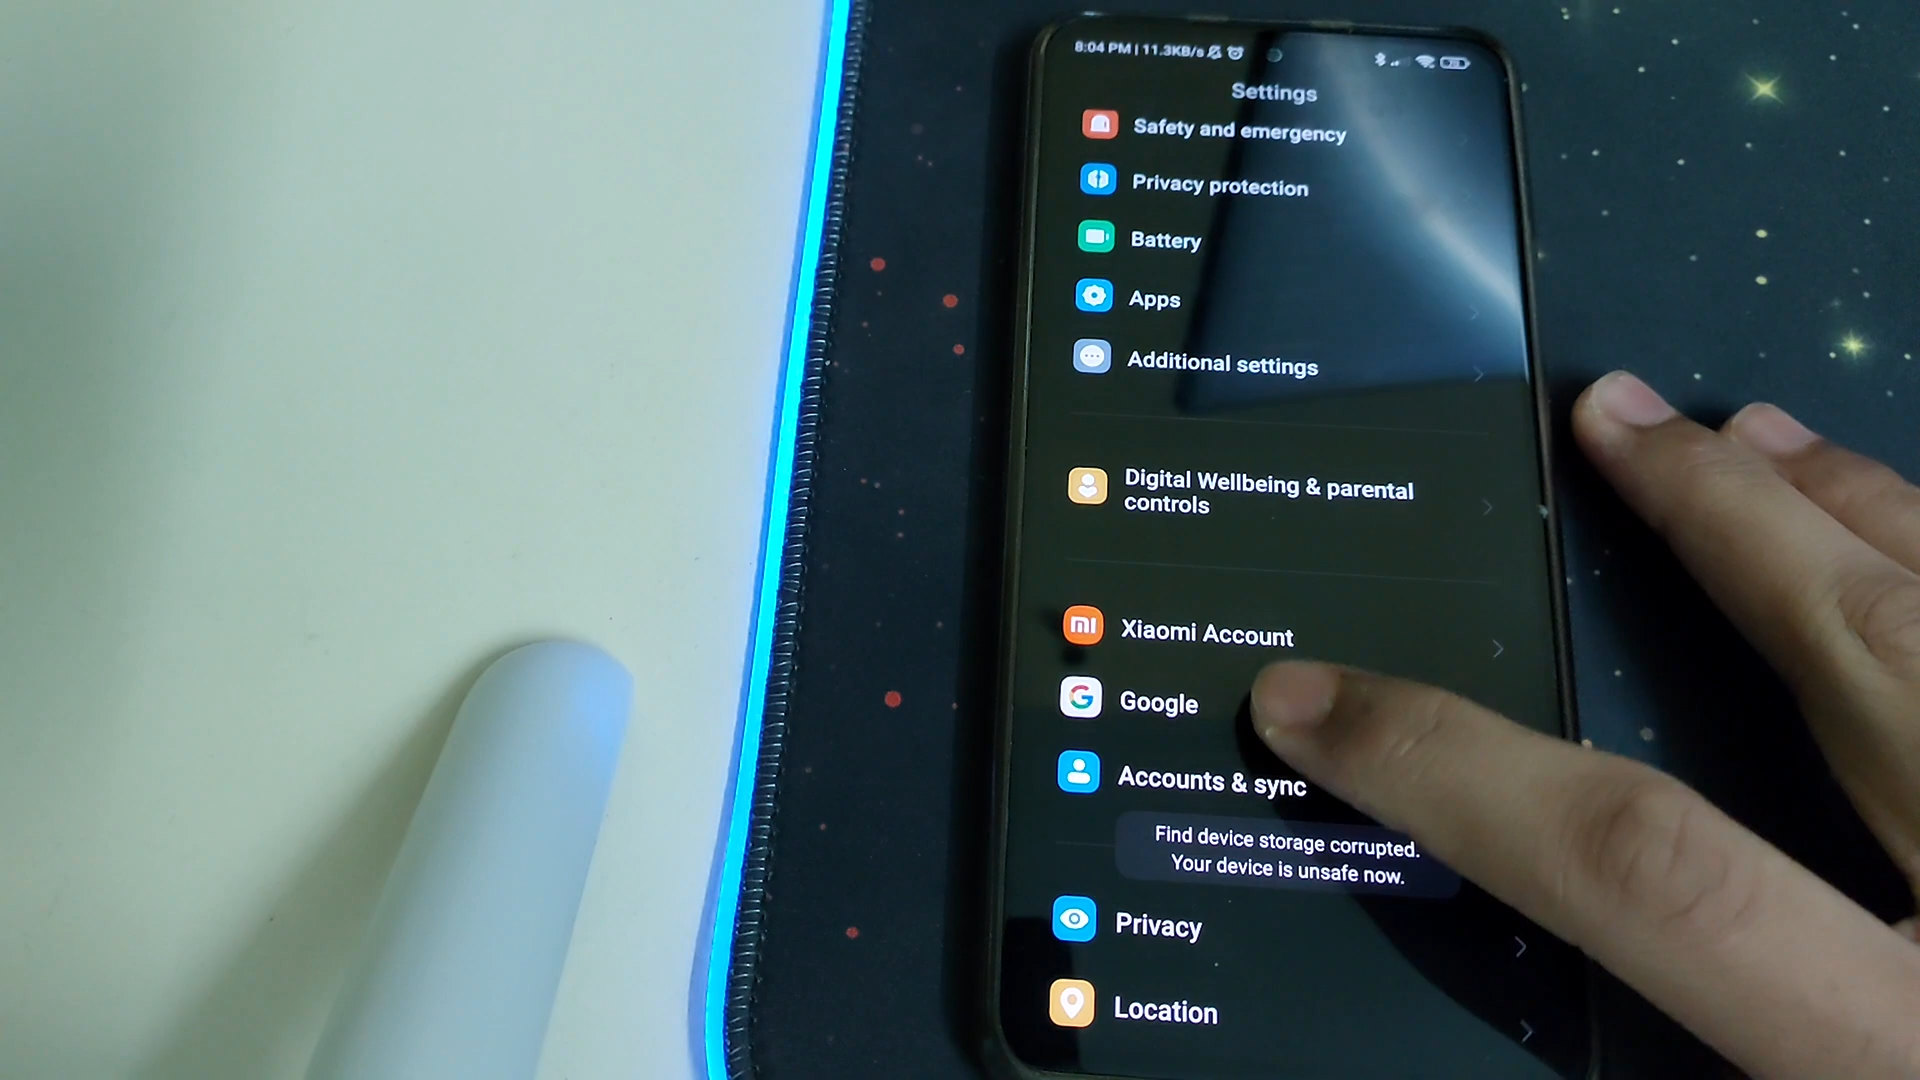 8:04 PM | 11.3KB/s
Settings
Safety and emergency
Privacy protection
Battery
Apps
Additional settings
Digital Wellbeing & parental
controls
mi
Xiaomi Account
G
Google
Accounts & sync
Find device storage corrupted.
Your device is unsafe now.
Privacy
Location